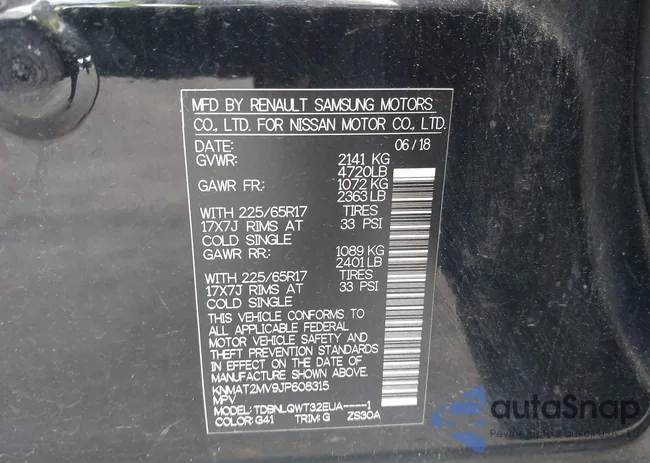 MFD BY RENAULT SAMSUNG MOTORS
CO., LTD. FOR NISSAN MOTOR CO., LTD.
DATE: 06/18
GVWR: 2141 KG
4720LB
GAWR FR: 1072 KG
2363 LB
WITH 225/65R17 TIRES
17X7J RIMS AT 33 PSI
COLD SINGLE
GAWR RR: 1089 KG
2401 LB
WITH 225/65R17 TIRES
17X7J RIMS AT 33 PSI
COLD SINGLE
THIS VEHICLE CONFORMS TO
ALL APPLICABLE FEDERAL
MOTOR VEHICLE SAFETY AND
THEFT PREVENTION STANDARDS
IN EFFECT ON THE DATE OF
MANUFACTURE SHOWN ABOVE.
KNMAT2MV9JP608315
MPV
MODEL: TDBNLQWT32EUA----1
COLOR: G41 TRIM: G ZS30A
autoSnap